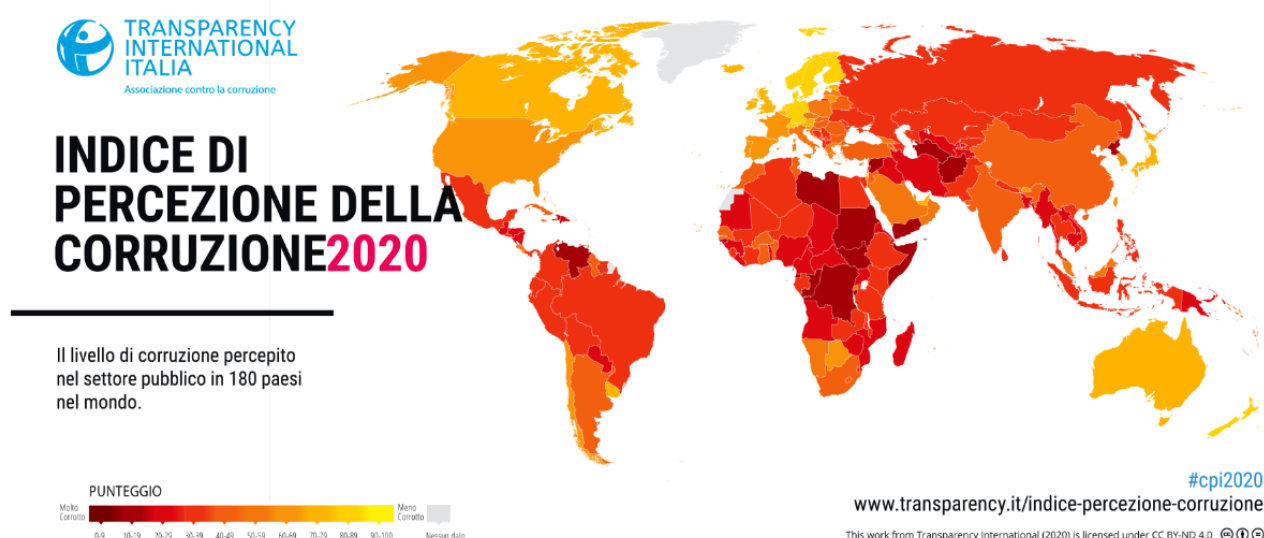 TRANSPARENCY
INTERNATIONAL
ITALIA
Associazione contro la corruzione
INDICE DI
PERCEZIONE DELLA
CORRUZIONE2020
Il livello di corruzione percepito
nel settore pubblico in 180 paesi
nel mondo.
PUNTEGGIO
Molto
Corrotto
Meno
Corrotto
0-9 10-19 20-29 30-39 40-49 50-59 60-69 70-79 80-89 90-100 Nessun dato
#cpi2020
www.transparency.it/indice-percezione-corruzione
This work from Transparency International (2020) is licensed under CC BY-ND 4.0